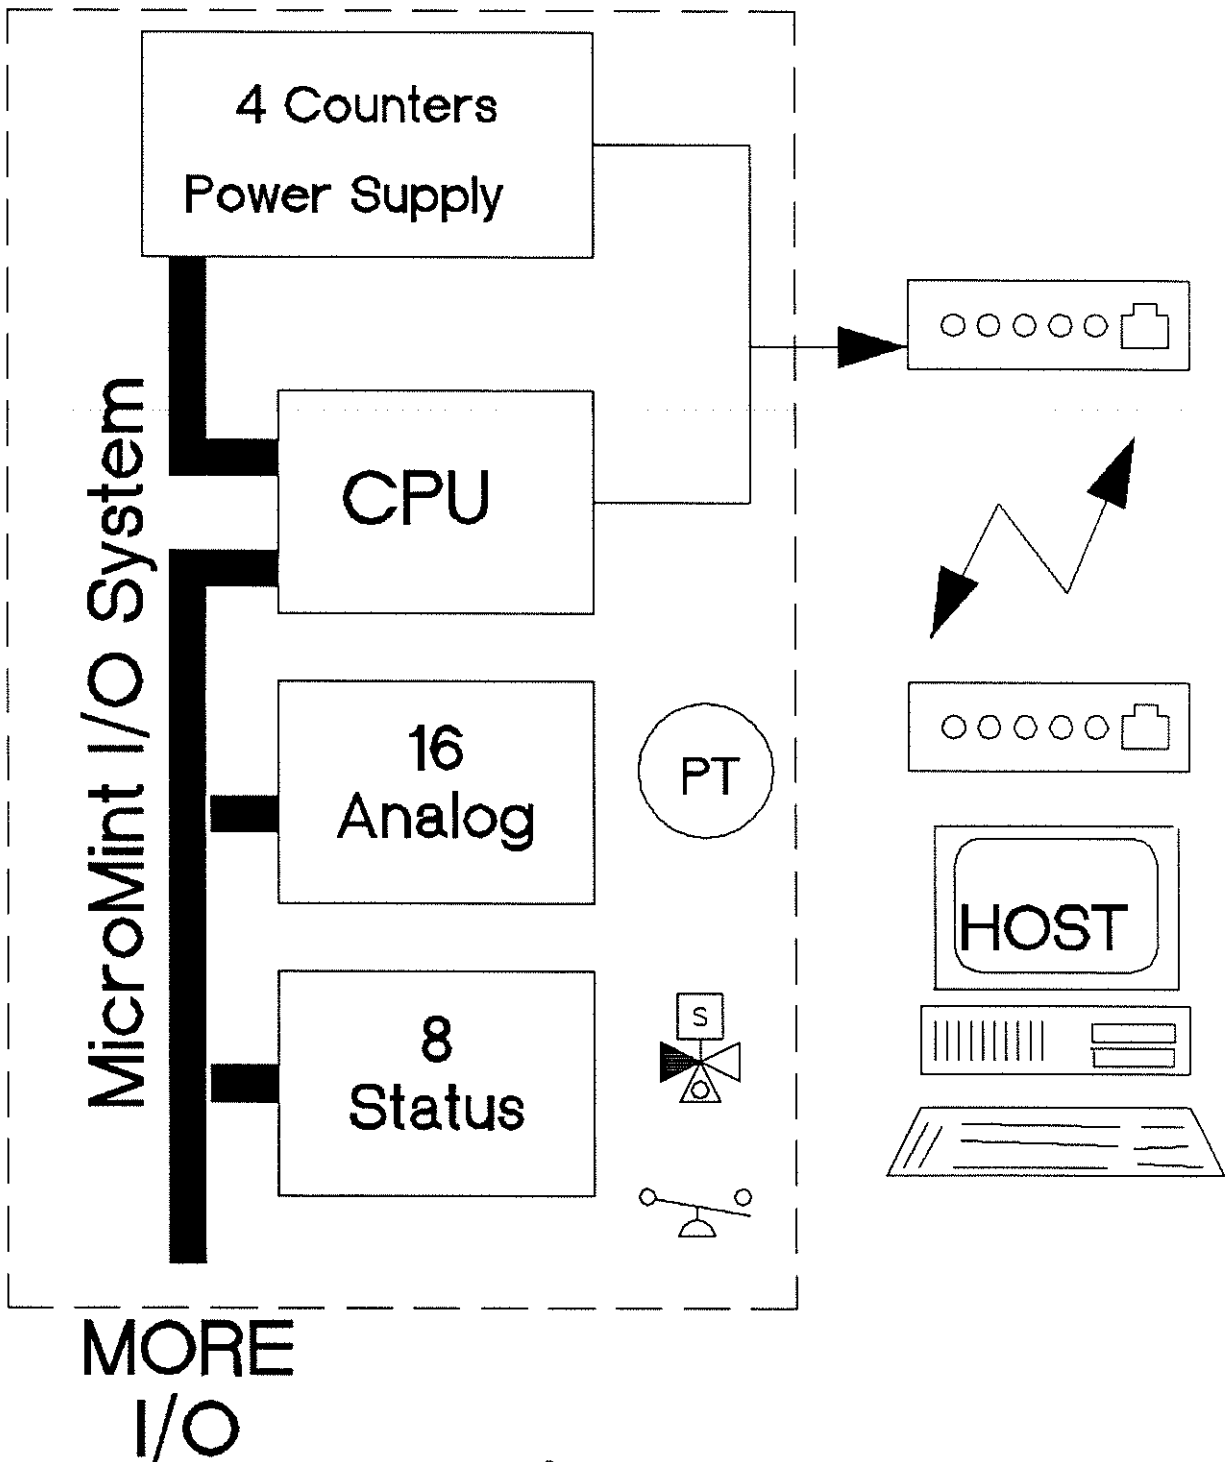 4 Counters
Power Supply
MicroMint I/O System
CPU
16
Analog
PT
HOST
8
Status
S
MORE
I/O